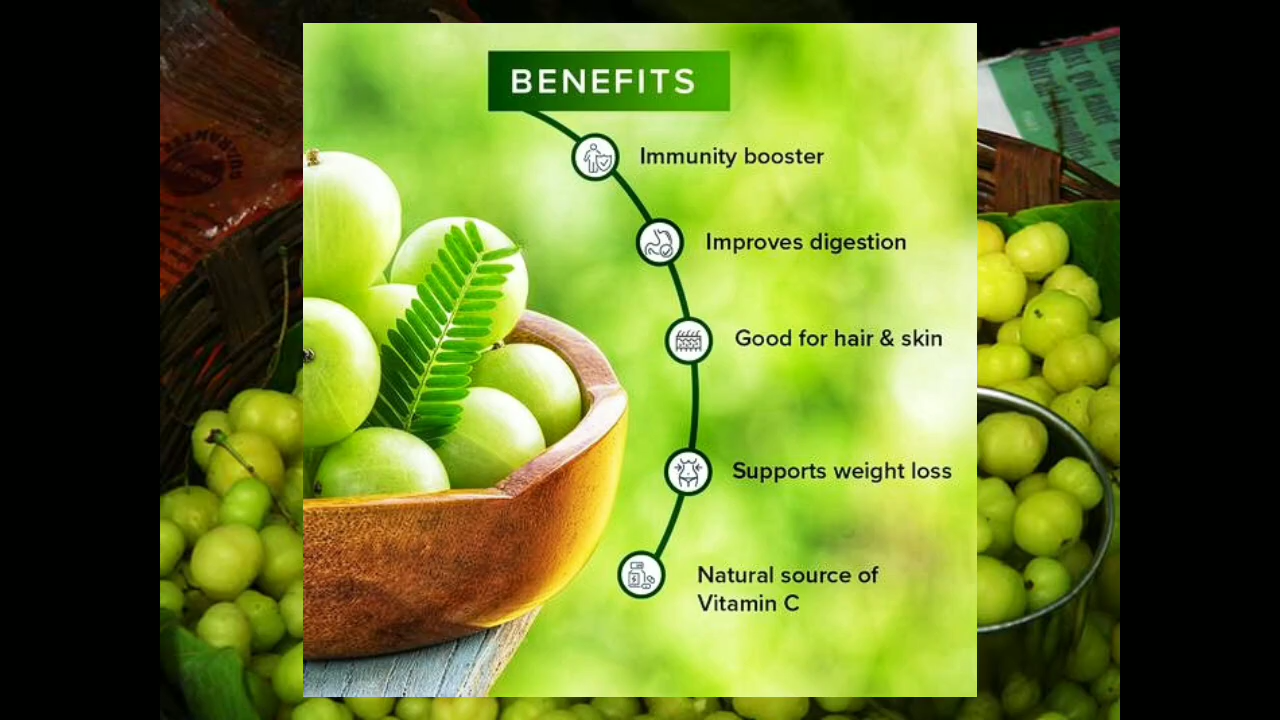 BENEFITS
Immunity booster
Improves digestion
Good for hair & skin
Supports weight loss
Natural source of
Vitamin C